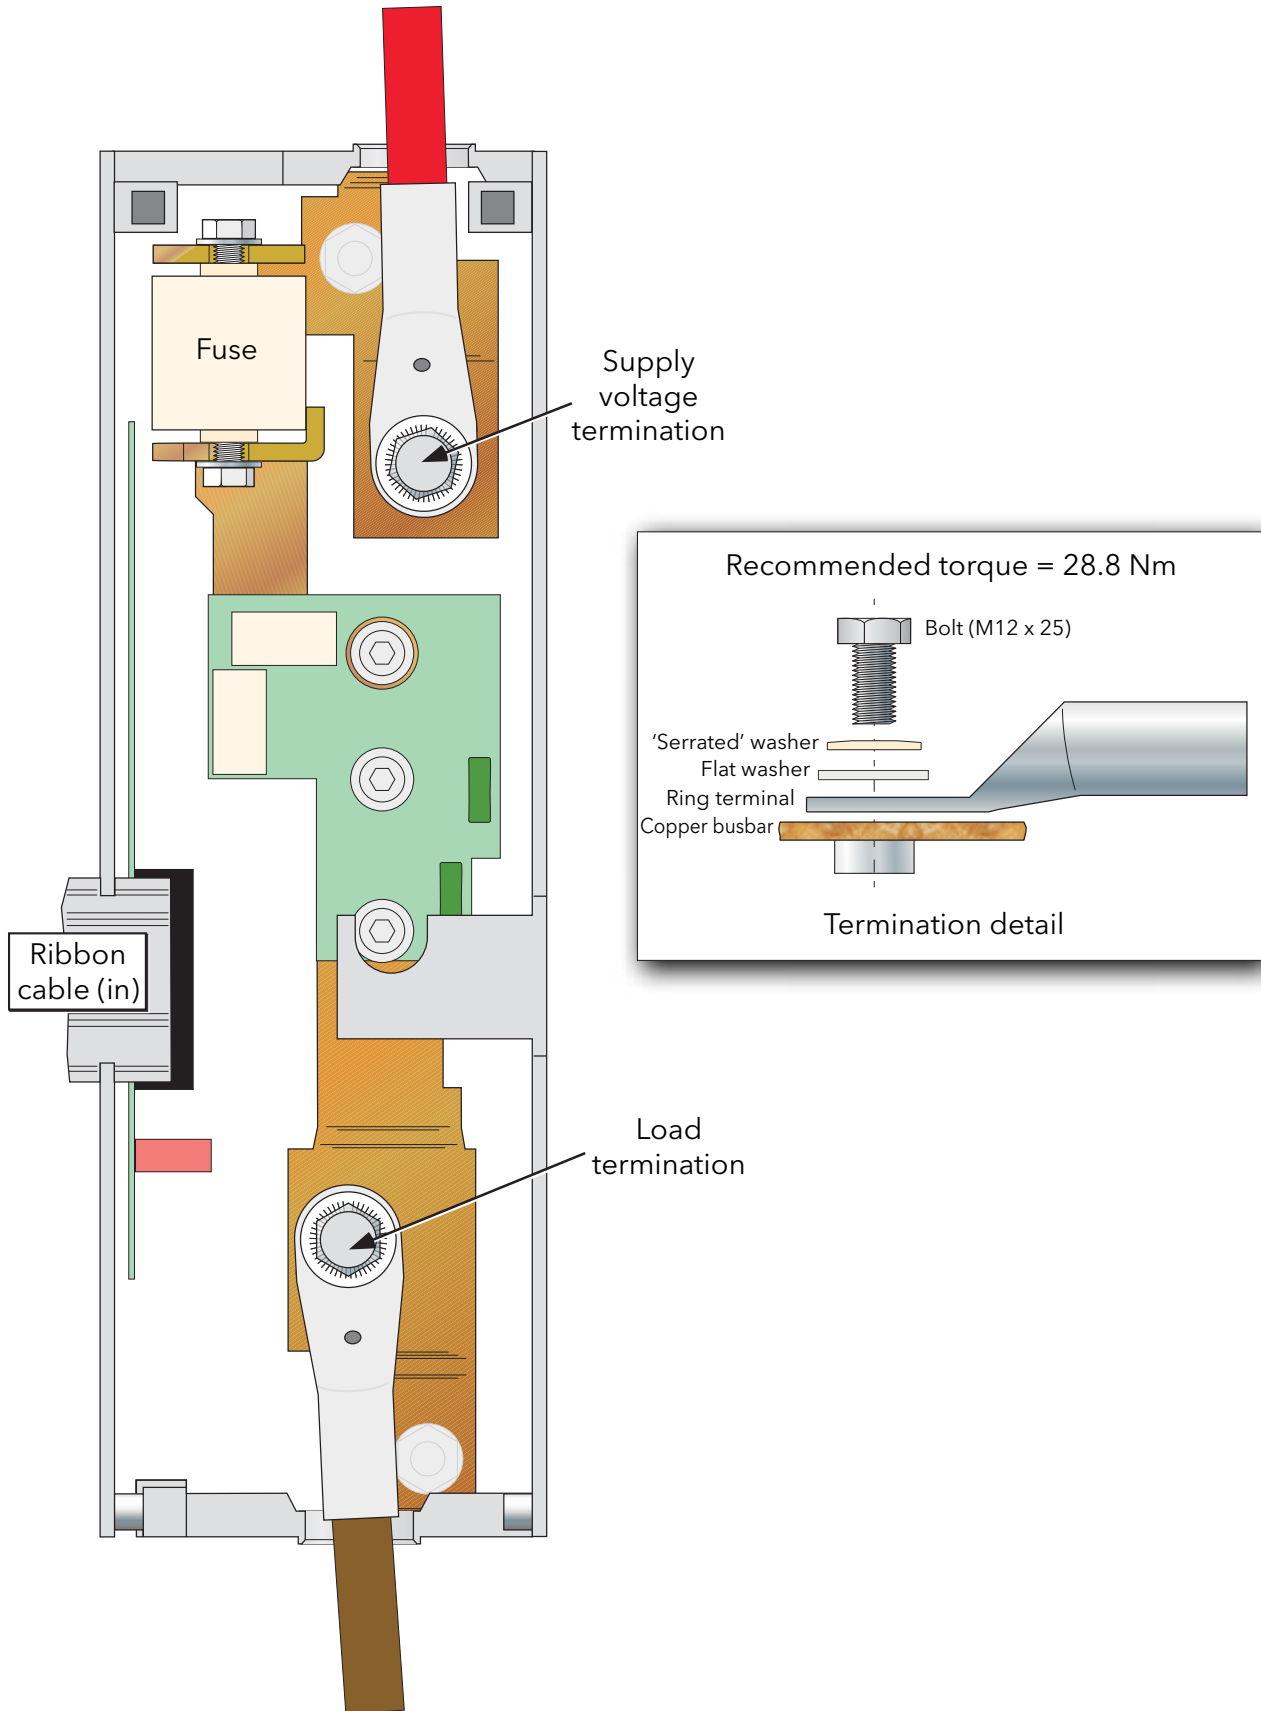 Fuse
Supply
voltage
termination
Recommended torque = 28.8 Nm
Bolt (M12 x 25)
‘Serrated’ washer
Flat washer
Ring terminal
Copper busbar
Termination detail
Ribbon
cable (in)
Load
termination